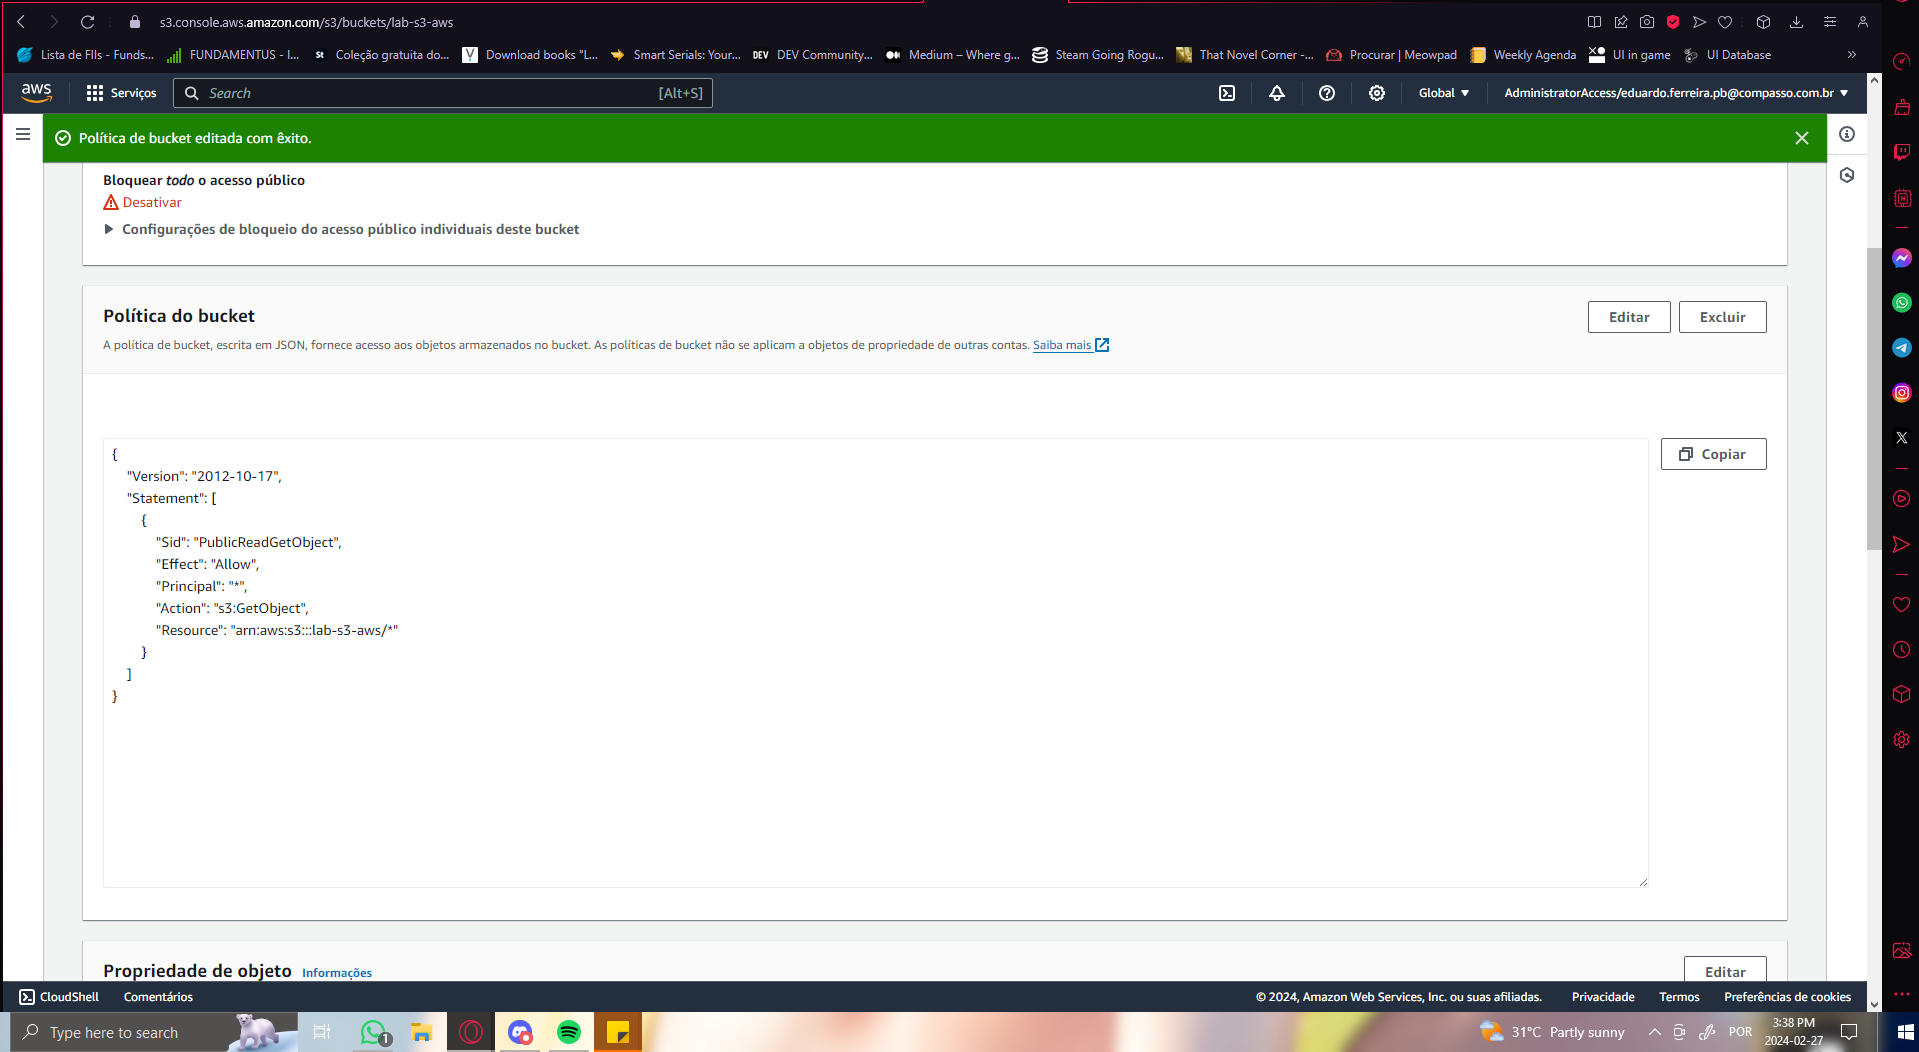 s3.console.aws.amazon.com/s3/buckets/lab-s3-aws
Lista de FIIs - Funds...
FUNDAMENTUS - I...
St Coleção gratuita do...
Download books "L...
Smart Serials: Your...
DEV DEV Community...
Medium – Where g...
Steam Going Rogu...
That Novel Corner -...
Procurar | Meowpad
Weekly Agenda
UI in game
UI Database
aws
Serviços
Search
[Alt+S]
Global
AdministratorAccess/eduardo.ferreira.pb@compasso.com.br
Política de bucket editada com êxito.
Bloquear todo o acesso público
Desativar
Configurações de bloqueio do acesso público individuais deste bucket
Política do bucket
Editar
Excluir
A política de bucket, escrita em JSON, fornece acesso aos objetos armazenados no bucket. As políticas de bucket não se aplicam a objetos de propriedade de outras contas. Saiba mais
Copiar
{
"Version": "2012-10-17",
"Statement": [
{
"Sid": "PublicReadGetObject",
"Effect": "Allow",
"Principal": "*",
"Action": "s3:GetObject",
"Resource": "arn:aws:s3:::lab-s3-aws/*"
}
]
}
Propriedade de objeto Informações
Editar
CloudShell
Comentários
© 2024, Amazon Web Services, Inc. ou suas afiliadas.
Privacidade
Termos
Preferências de cookies
Type here to search
1
31°C Partly sunny
POR
3:38 PM
2024-02-27